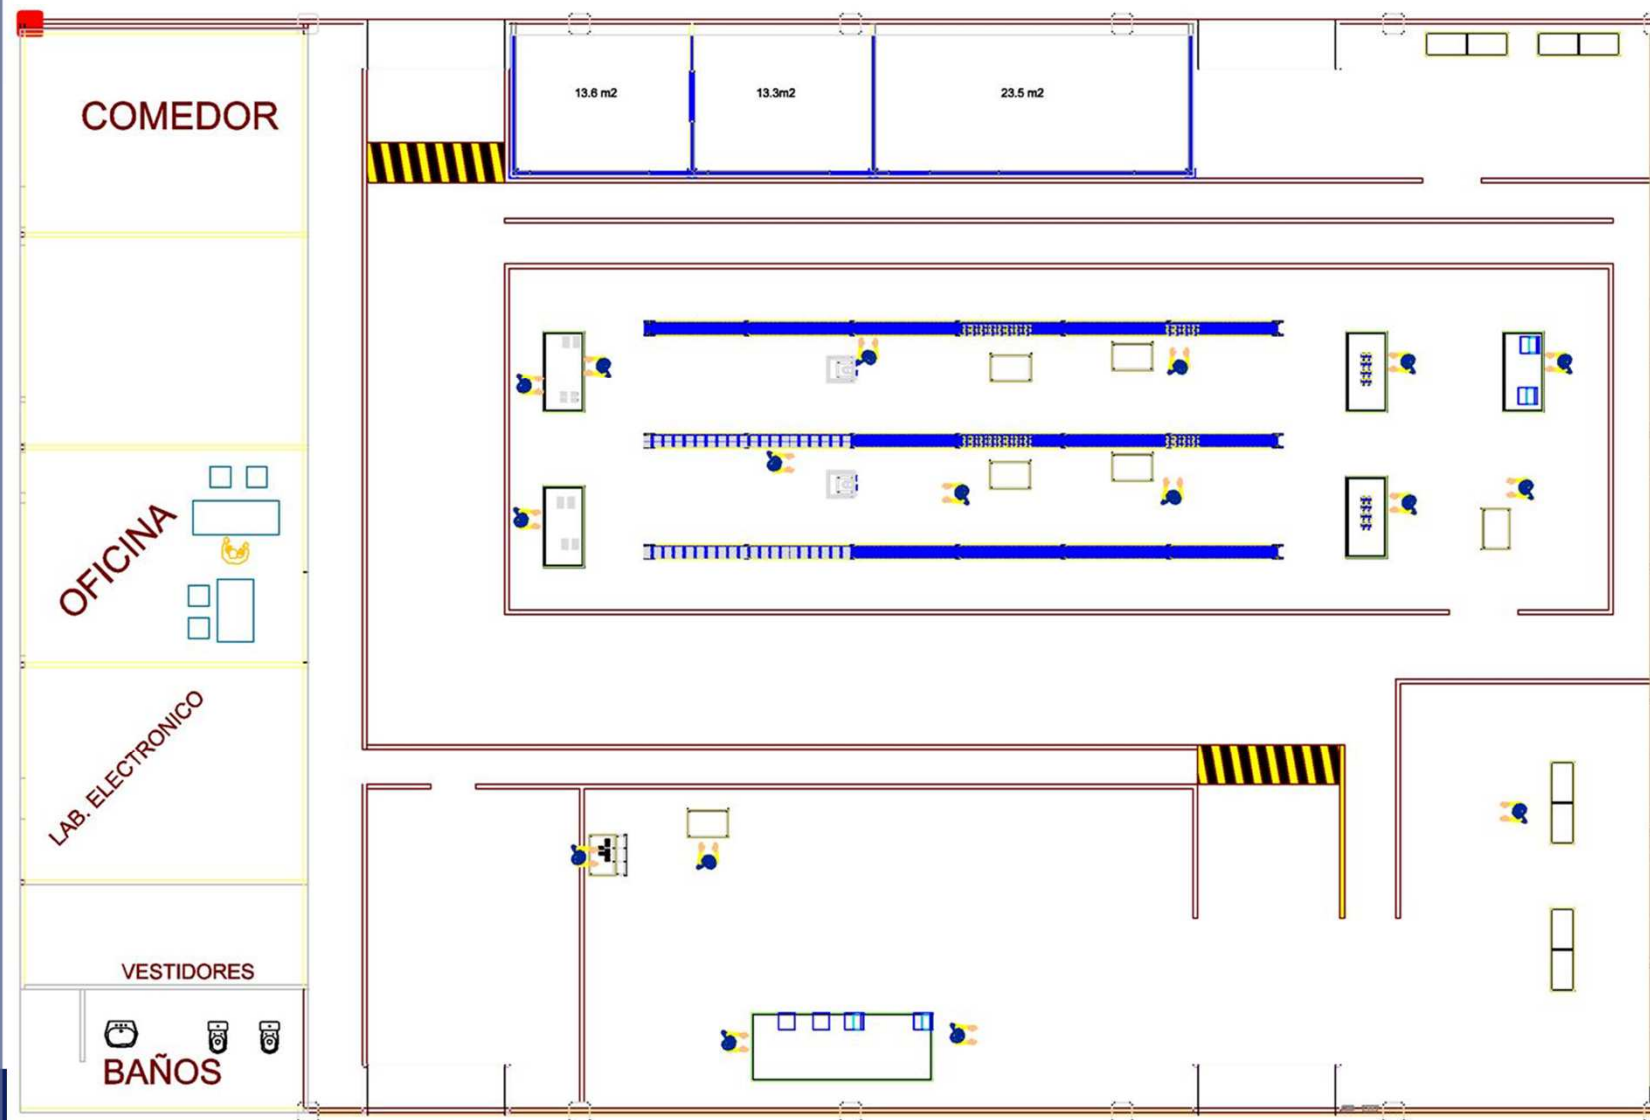 COMEDOR
13.6 m2
13.3m2
23.5 m2
OFICINA
LAB. ELECTRONICO
VESTIDORES
BAÑOS